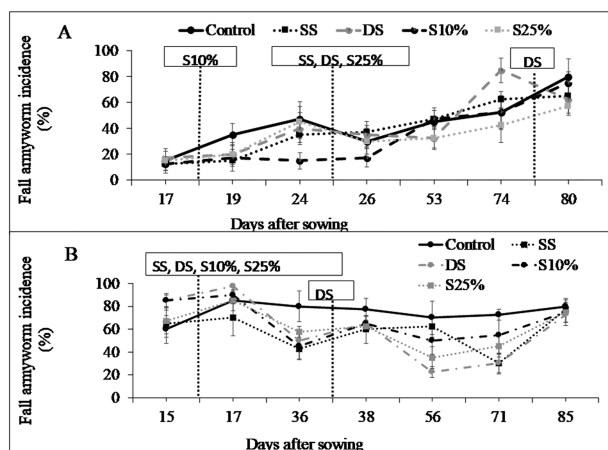 A
Control SS DS S10% S25%
Fall armyworm incidence
(%)
100
80
60
40
20
0
S10%
SS, DS, S25%
DS
17 19 24 26 53 74 80
Days after sowing
B
Control SS
DS S10%
S25%
Fall armyworm incidence
(%)
100
80
60
40
20
0
SS, DS, S10%, S25%
DS
15 17 36 38 56 71 85
Days after sowing